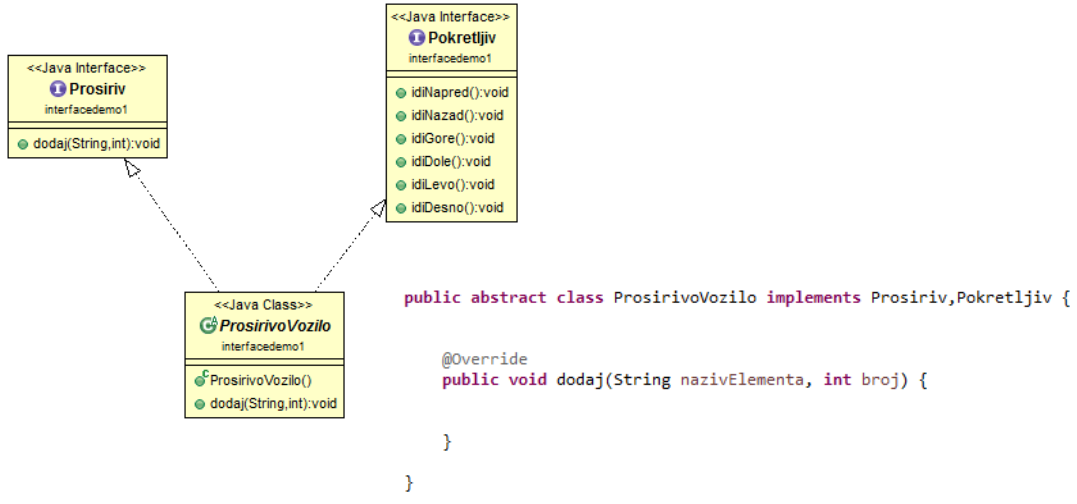 <<Java Interface>>
Prosiriv
interfacedemo1
dodaj(String,int):void
<<Java Interface>>
Pokretljiv
interfacedemo1
idiNapred():void
idiNazad():void
idiGore():void
idiDole():void
idiLevo():void
idiDesno():void
<<Java Class>>
ProsirivoVozilo
interfacedemo1
ProsirivoVozilo()
dodaj(String,int):void
public abstract class ProsirivoVozilo implements Prosiriv,Pokretljiv {
@Override
public void dodaj(String nazivElementa, int broj) {
}
}